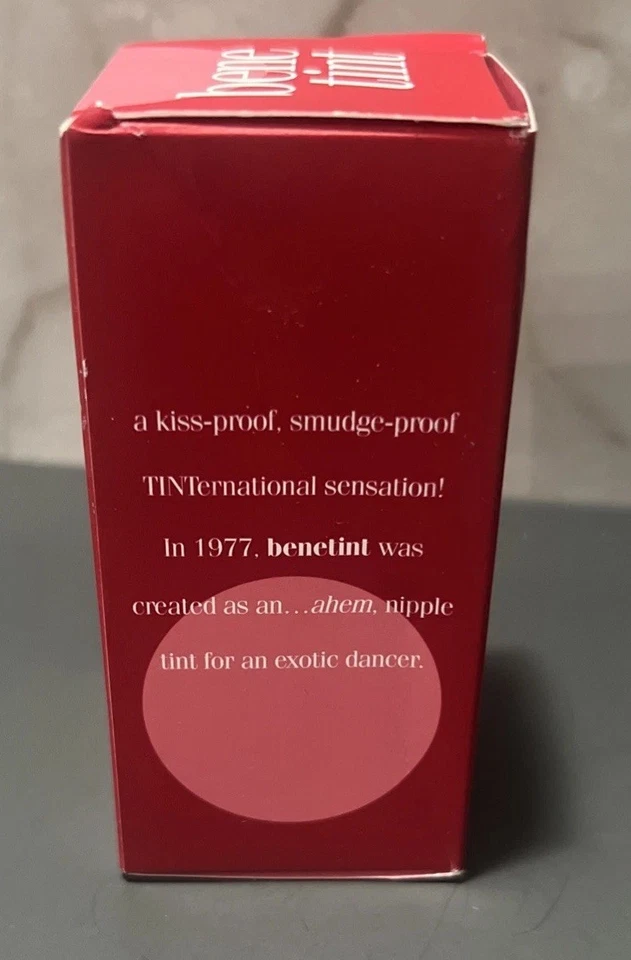 bene
tint
a kiss-proof, smudge-proof
TINTernational sensation!
In 1977, benetint was
created as an...ahem, nipple
tint for an exotic dancer.